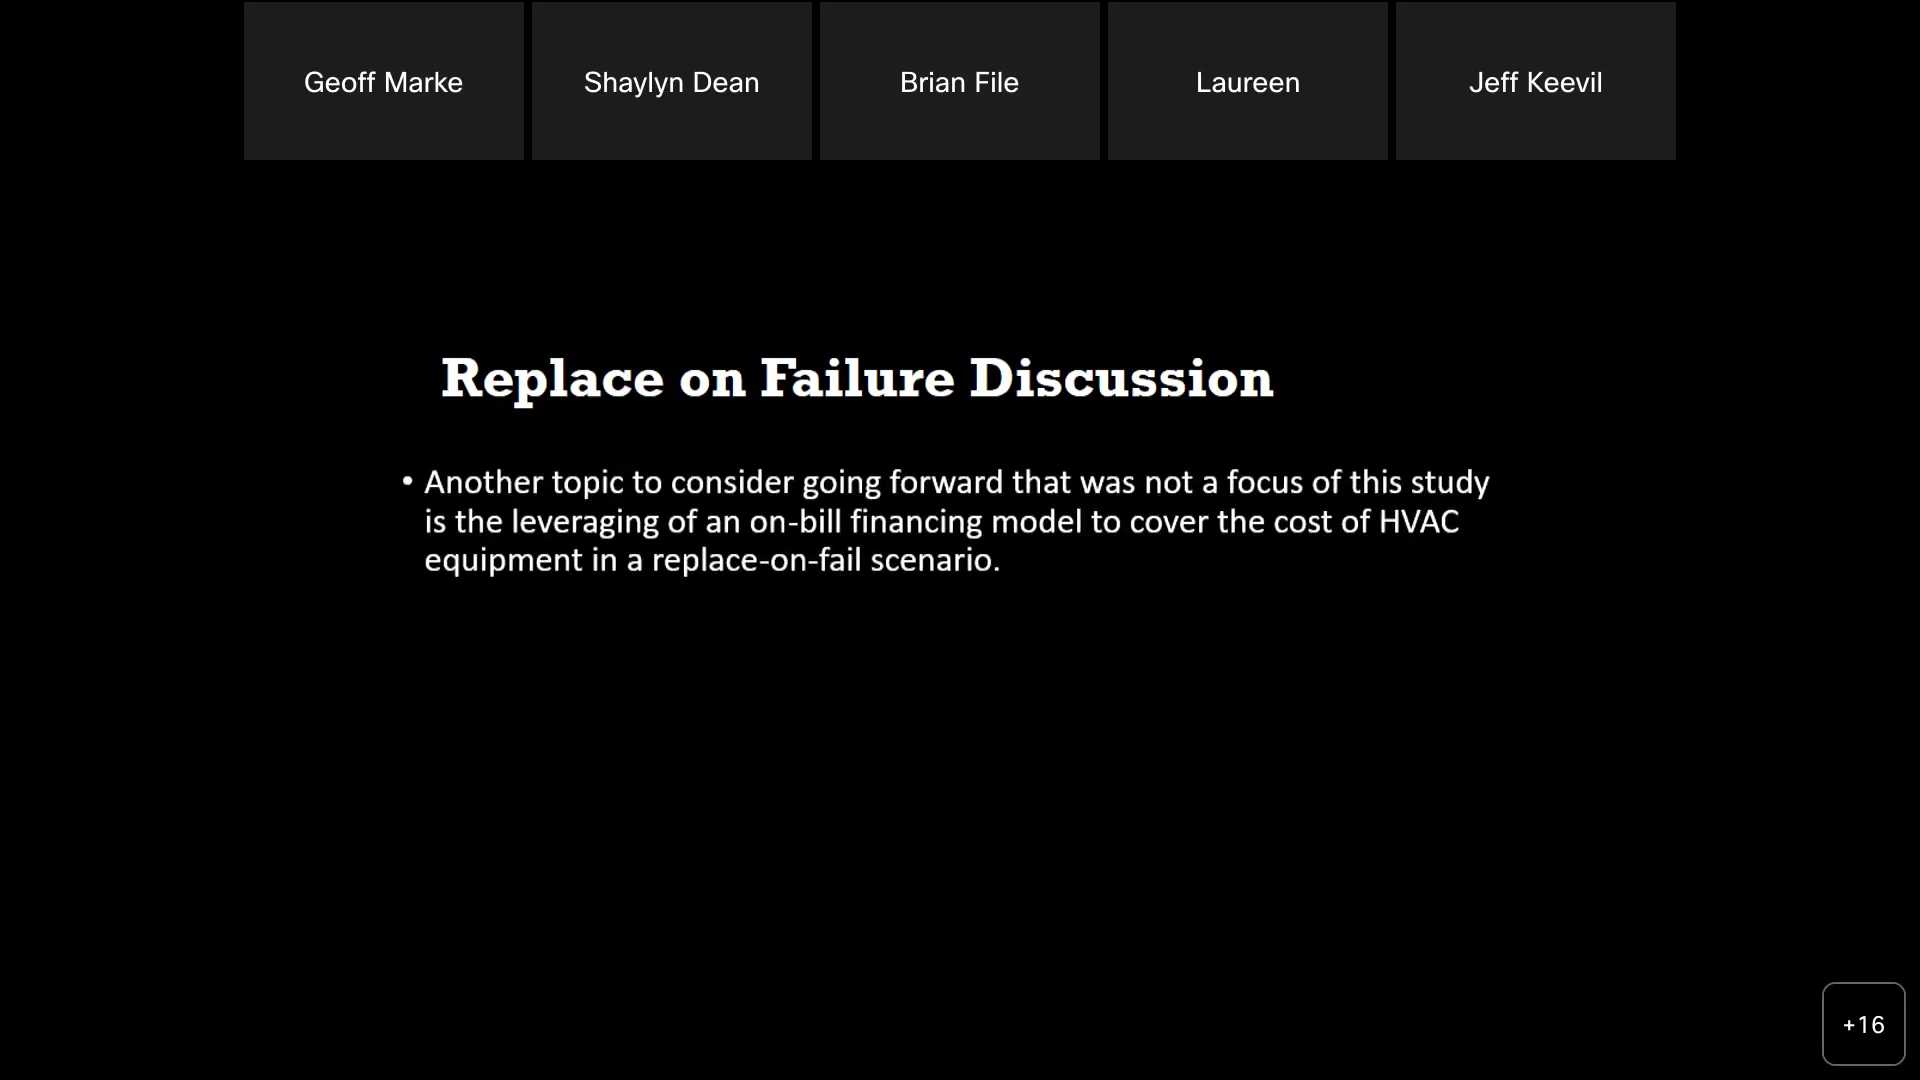 Geoff Marke
Shaylyn Dean
Brian File
Laureen
Jeff Keevil
Replace on Failure Discussion
• Another topic to consider going forward that was not a focus of this study
is the leveraging of an on-bill financing model to cover the cost of HVAC
equipment in a replace-on-fail scenario.
+16